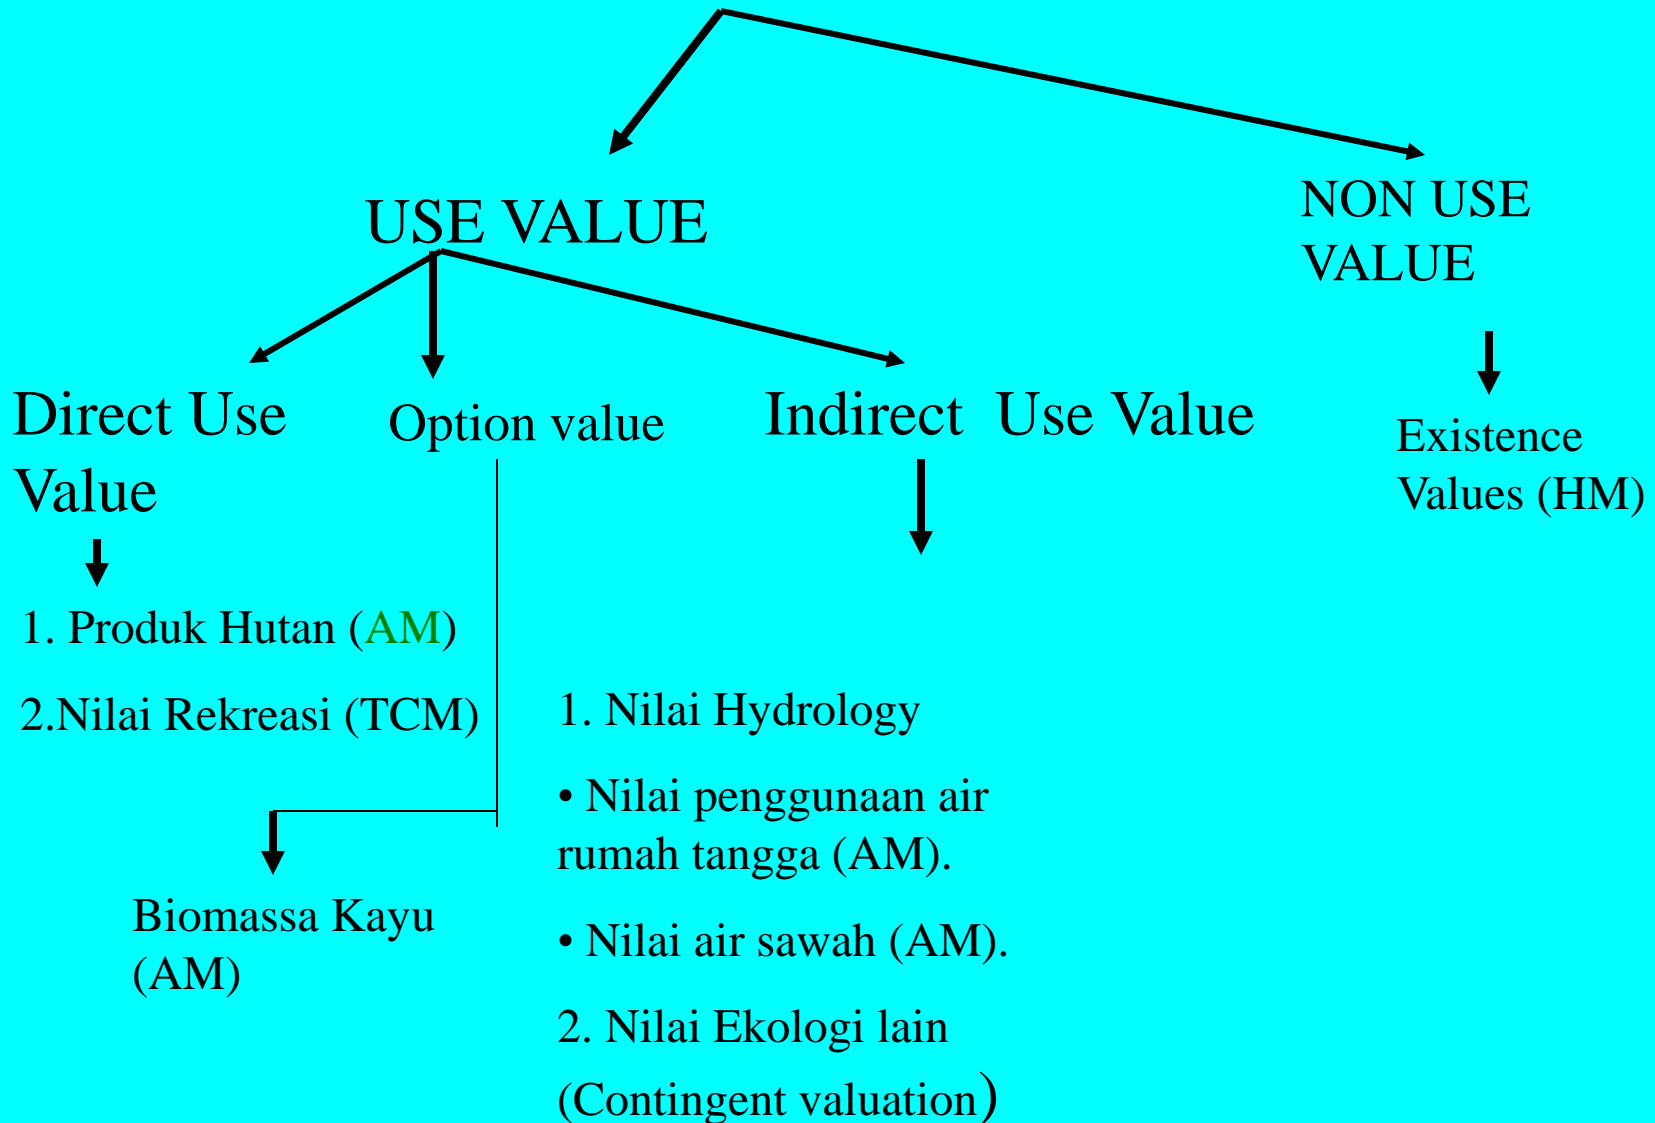 USE VALUE
NON USE
VALUE
Direct Use
Value
Option value
Indirect Use Value
Existence
Values (HM)
1. Produk Hutan (AM)
2.Nilai Rekreasi (TCM)
Biomassa Kayu
(AM)
1. Nilai Hydrology
• Nilai penggunaan air
rumah tangga (AM).
• Nilai air sawah (AM).
2. Nilai Ekologi lain
(Contingent valuation)